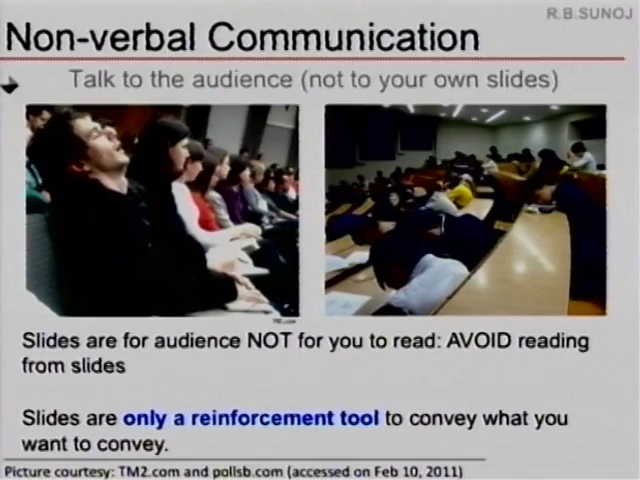 R.B.SUNOJ
Non-verbal Communication
Talk to the audience (not to your own slides)
Slides are for audience NOT for you to read: AVOID reading
from slides
Slides are only a reinforcement tool to convey what you
want to convey.
Picture courtesy: TM2.com and pollsb.com (accessed on Feb 10, 2011)